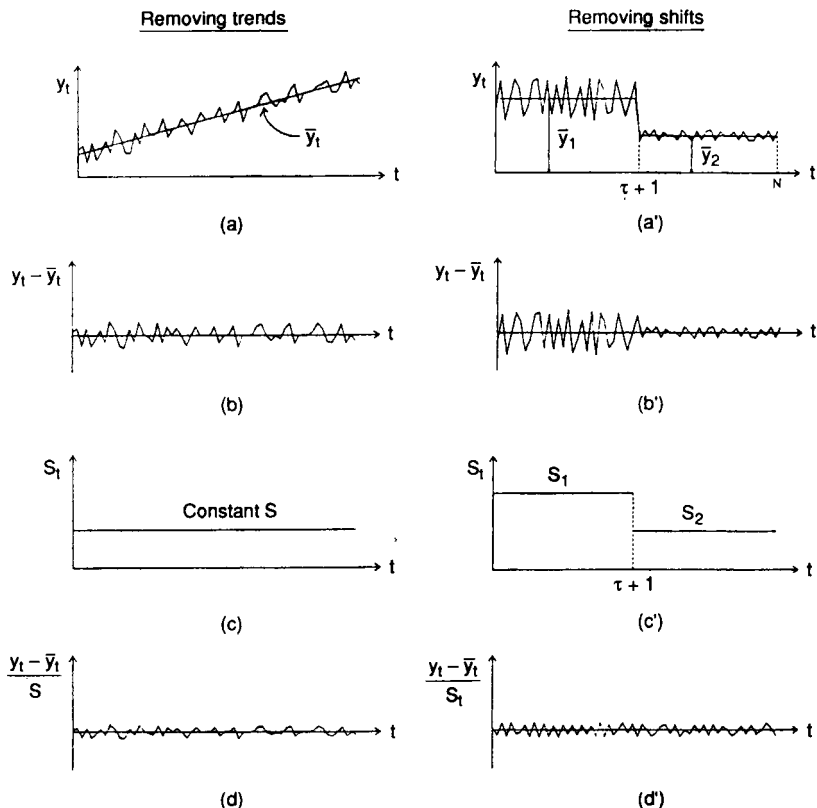 Removing trends
Removing shifts
y_t
ȳ_t
t
(a)
y_t
ȳ_1
ȳ_2
τ + 1
N
t
(a')
y_t – ȳ_t
t
(b)
y_t – ȳ_t
t
(b')
S_t
Constant S
t
(c)
S_t
S_1
S_2
τ + 1
t
(c')
y_t – ȳ_t
S
t
(d)
y_t – ȳ_t
S_t
t
(d')